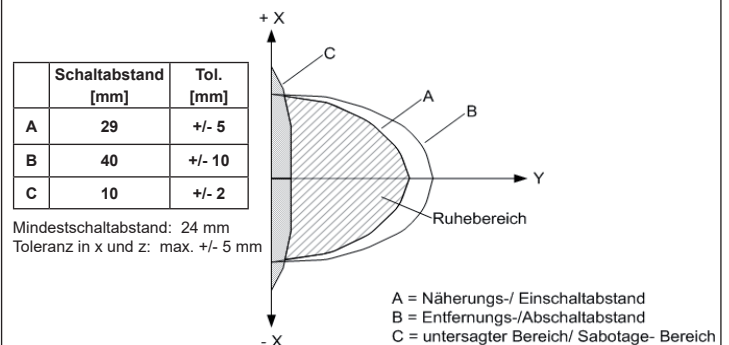 + X
C
Schaltabstand Tol.
[mm] [mm]
A 29 +/- 5
B 40 +/- 10
C 10 +/- 2
A
B
Y
Ruhebereich
Mindestschaltabstand: 24 mm
Toleranz in x und z: max. +/- 5 mm
- X
A = Näherungs-/ Einschaltabstand
B = Entfernungs-/Abschaltabstand
C = untersagter Bereich/ Sabotage- Bereich